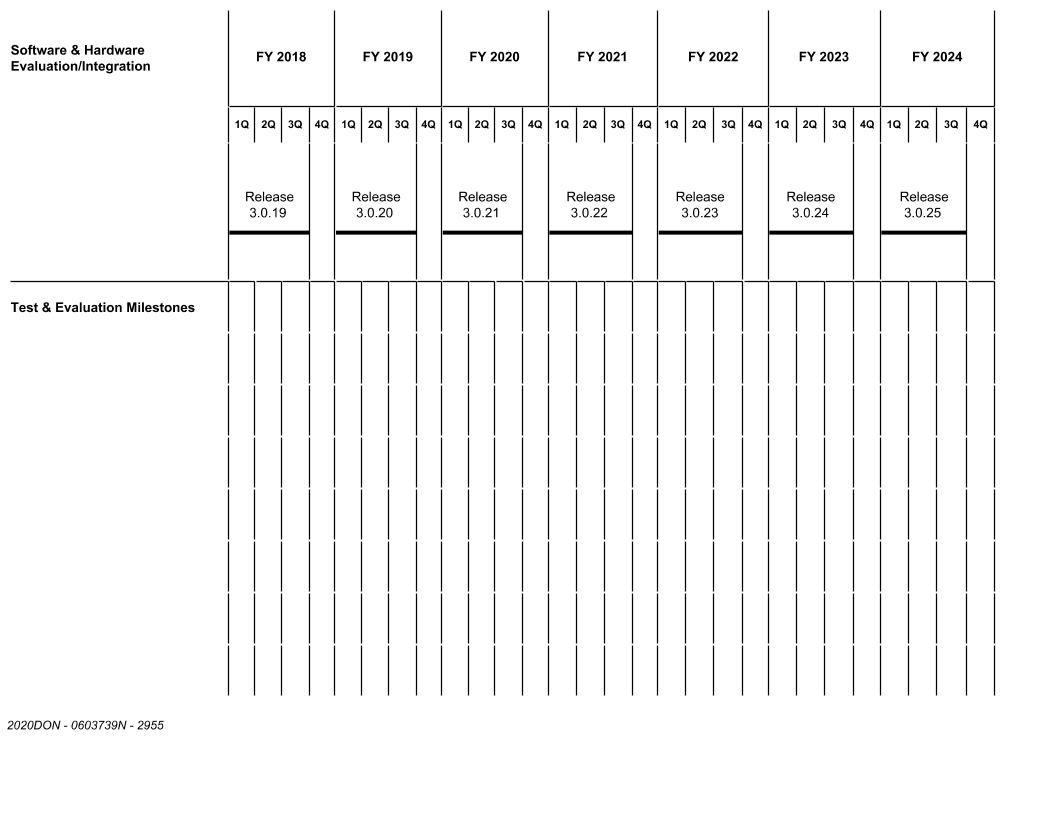 Software & Hardware
Evaluation/Integration
FY 2018 FY 2019 FY 2020 FY 2021 FY 2022 FY 2023 FY 2024
1Q 2Q 3Q 4Q 1Q 2Q 3Q 4Q 1Q 2Q 3Q 4Q 1Q 2Q 3Q 4Q 1Q 2Q 3Q 4Q 1Q 2Q 3Q 4Q 1Q 2Q 3Q 4Q
Release Release Release Release Release Release Release
3.0.19 3.0.20 3.0.21 3.0.22 3.0.23 3.0.24 3.0.25
Test & Evaluation Milestones
2020DON - 0603739N - 2955